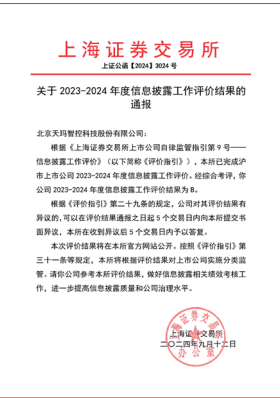 上海证券交易所
上证公函【2024】3024号
关于 2023-2024 年度信息披露工作评价结果的
通报
北京天玛智控科技股份有限公司：
根据《上海证券交易所上市公司自律监管指引第 9 号——
信息披露工作评价》（以下简称《评价指引》），本所已完成沪
市上市公司 2023-2024 年度信息披露工作评价。经综合考评，你
公司 2023-2024 年度信息披露工作评价结果为 B。
根据《评价指引》第二十九条的规定，公司对其评价结果有
异议的，可以在评价结果通报之日起 5 个交易日内向本所提交书
面异议，本所在收到异议后 5 个交易日内予以答复。
本次评价结果将在本所官方网站公开。按照《评价指引》第
三十一条等规定，本所将根据评价结果对上市公司实施分类监
管。请你公司参考本所评价结果，做好信息披露相关绩效考核工
作，进一步提高信息披露质量和公司治理水平。
上海证券交易所
办公室
二〇二四年九月十二日